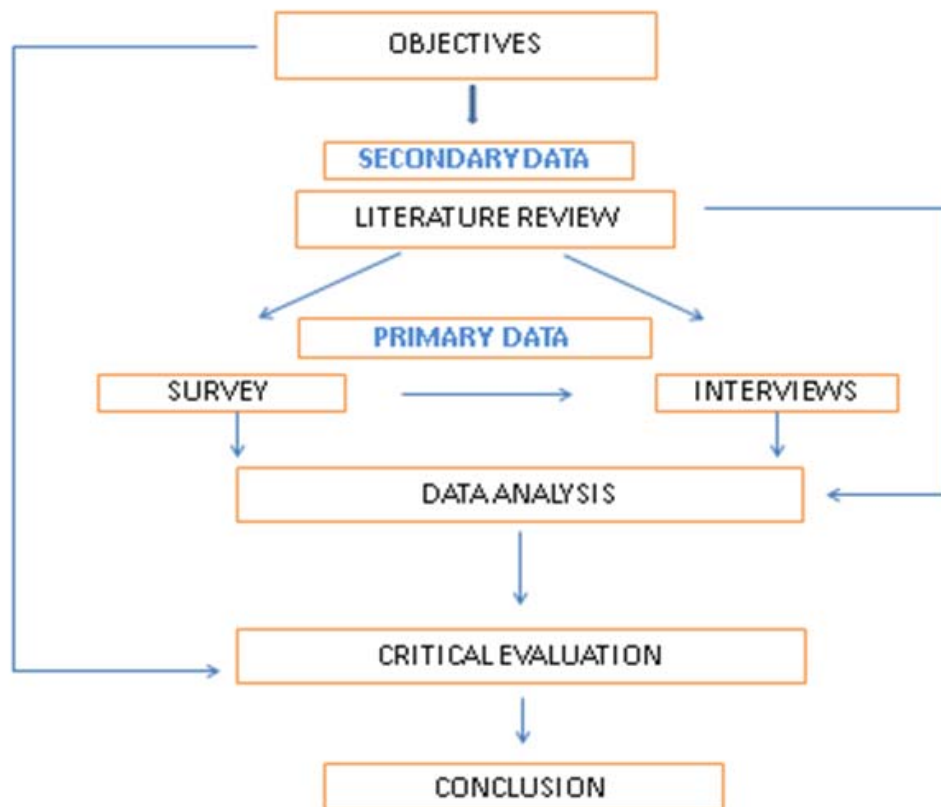 OBJECTIVES
SECONDARY DATA
LITERATURE REVIEW
PRIMARY DATA
SURVEY
INTERVIEWS
DATA ANALYSIS
CRITICAL EVALUATION
CONCLUSION